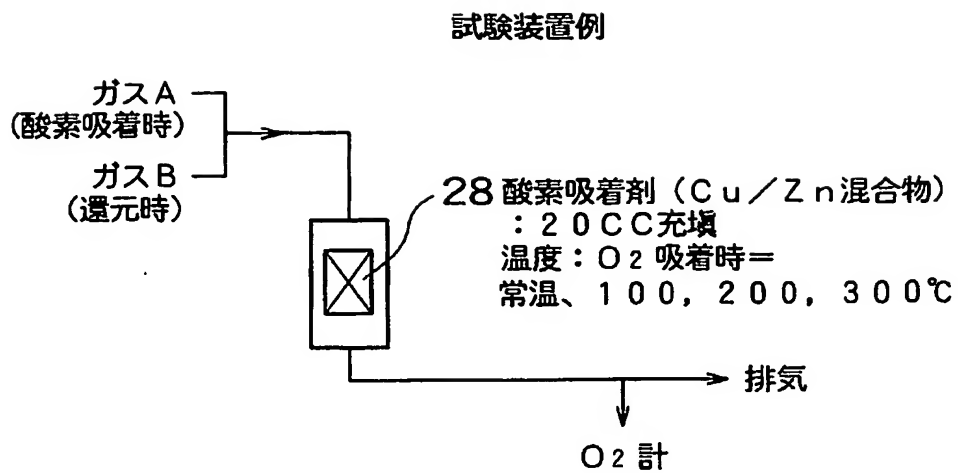 試験装置例
ガスA
(酸素吸着時)
ガスB
(還元時)
28 酸素吸着剤（Cu／Zn混合物）
：20CC充填
温度：O2 吸着時＝
常温、100，200，300℃
排気
O2 計